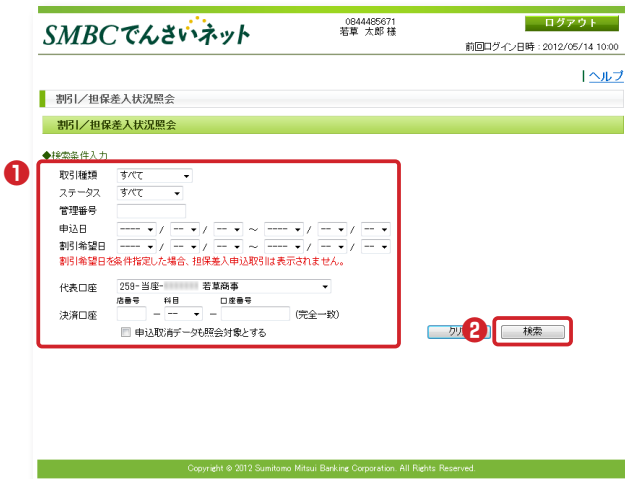 SMBCでんさいネット
0844485671
若草 太郎 様
ログアウト
前回ログイン日時：2012/05/14 10:00
ヘルプ
割引／担保差入状況照会
割引／担保差入状況照会
◆検索条件入力
1
取引種類 すべて
ステータス すべて
管理番号
申込日 ---- / -- / -- ～ ---- / -- / --
割引希望日 ---- / -- / -- ～ ---- / -- / --
割引希望日を条件指定した場合、担保差入申込取引は表示されません。
代表口座 259-当座- 若草商事
店番号 科目 口座番号
決済口座 － -- － (完全一致)
申込取消データも照会対象とする
2 検索
Copyright © 2012 Sumitomo Mitsui Banking Corporation. All Rights Reserved.